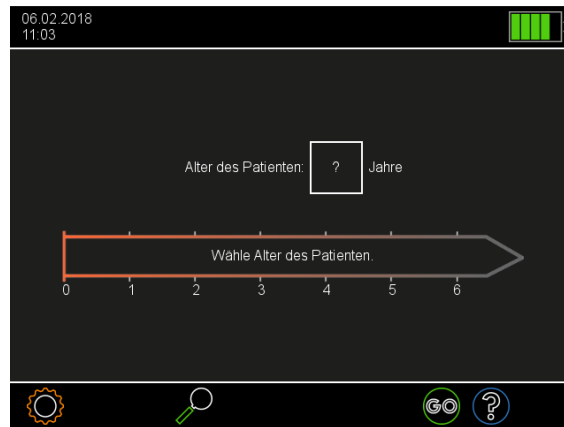 06.02.2018
11:03
Alter des Patienten: ? Jahre
Wähle Alter des Patienten.
0 1 2 3 4 5 6
GO ?